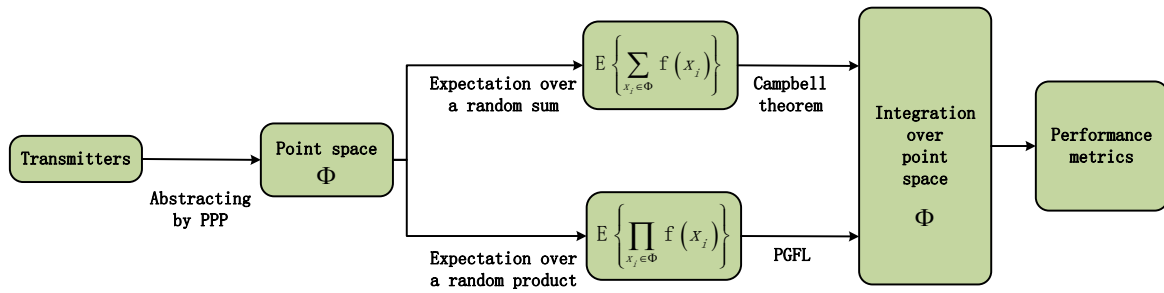 Transmitters
Abstracting
by PPP
Point space
Φ
Expectation over
a random sum
E { ∑ f ( x_i ) }
x_i ∈ Φ
Campbell
theorem
Expectation over
a random product
E { ∏ f ( x_i ) }
x_i ∈ Φ
PGFL
Integration
over
point
space
Φ
Performance
metrics